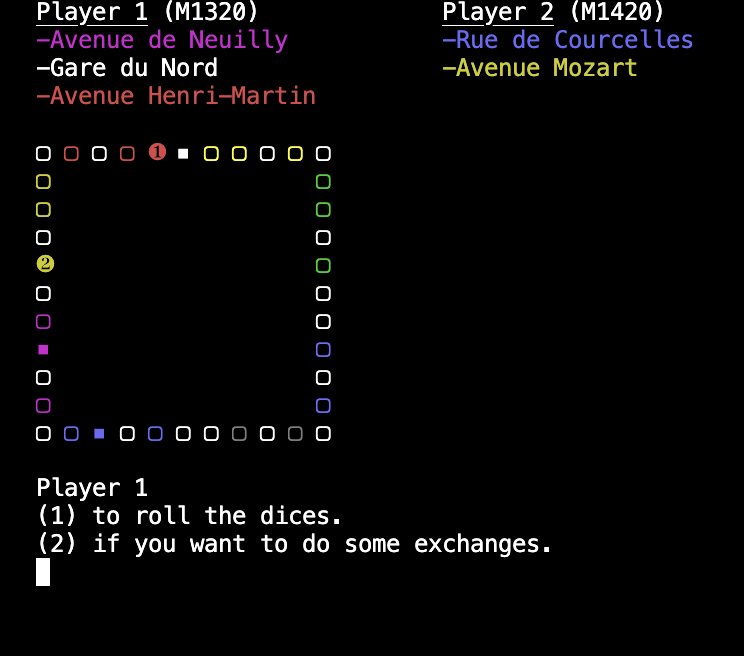 Player 1 (M1320)
–Avenue de Neuilly
–Gare du Nord
–Avenue Henri–Martin
Player 2 (M1420)
–Rue de Courcelles
–Avenue Mozart
❶
❷
Player 1
(1) to roll the dices.
(2) if you want to do some exchanges.